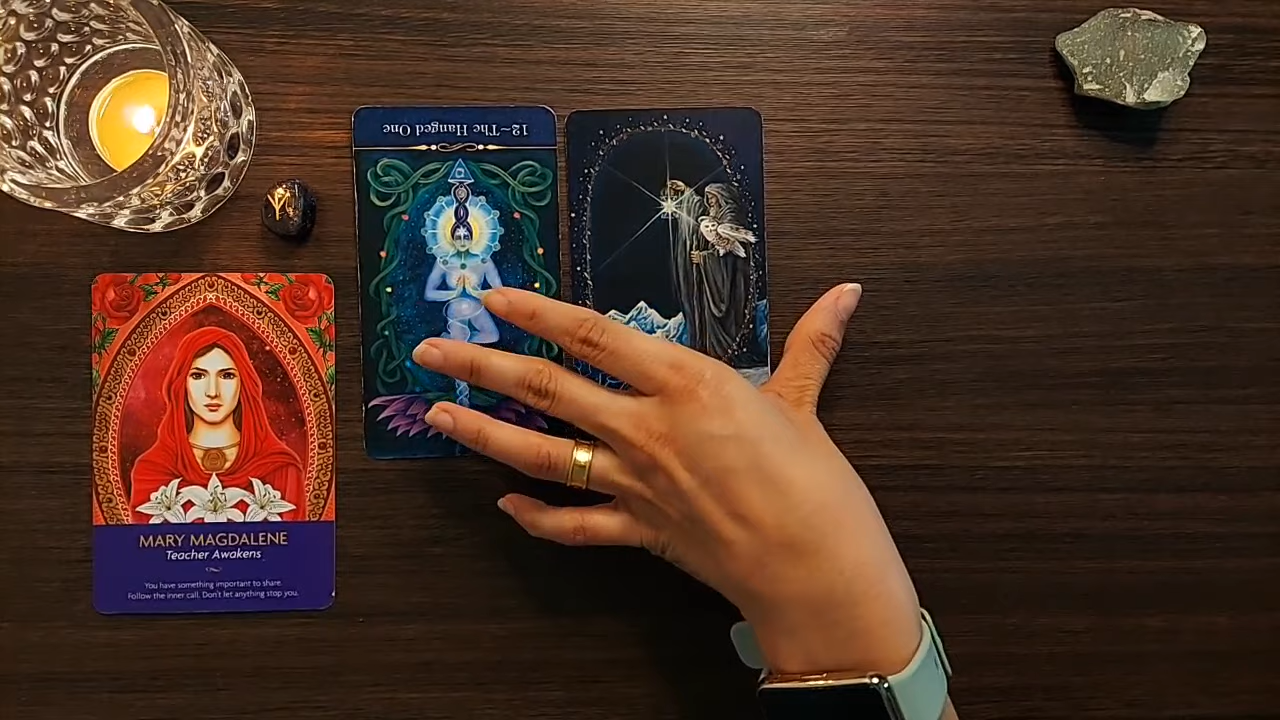 12~The Hanged One
MARY MAGDALENE
Teacher Awakens
You have something important to share.
Follow the inner call. Don't let anything stop you.